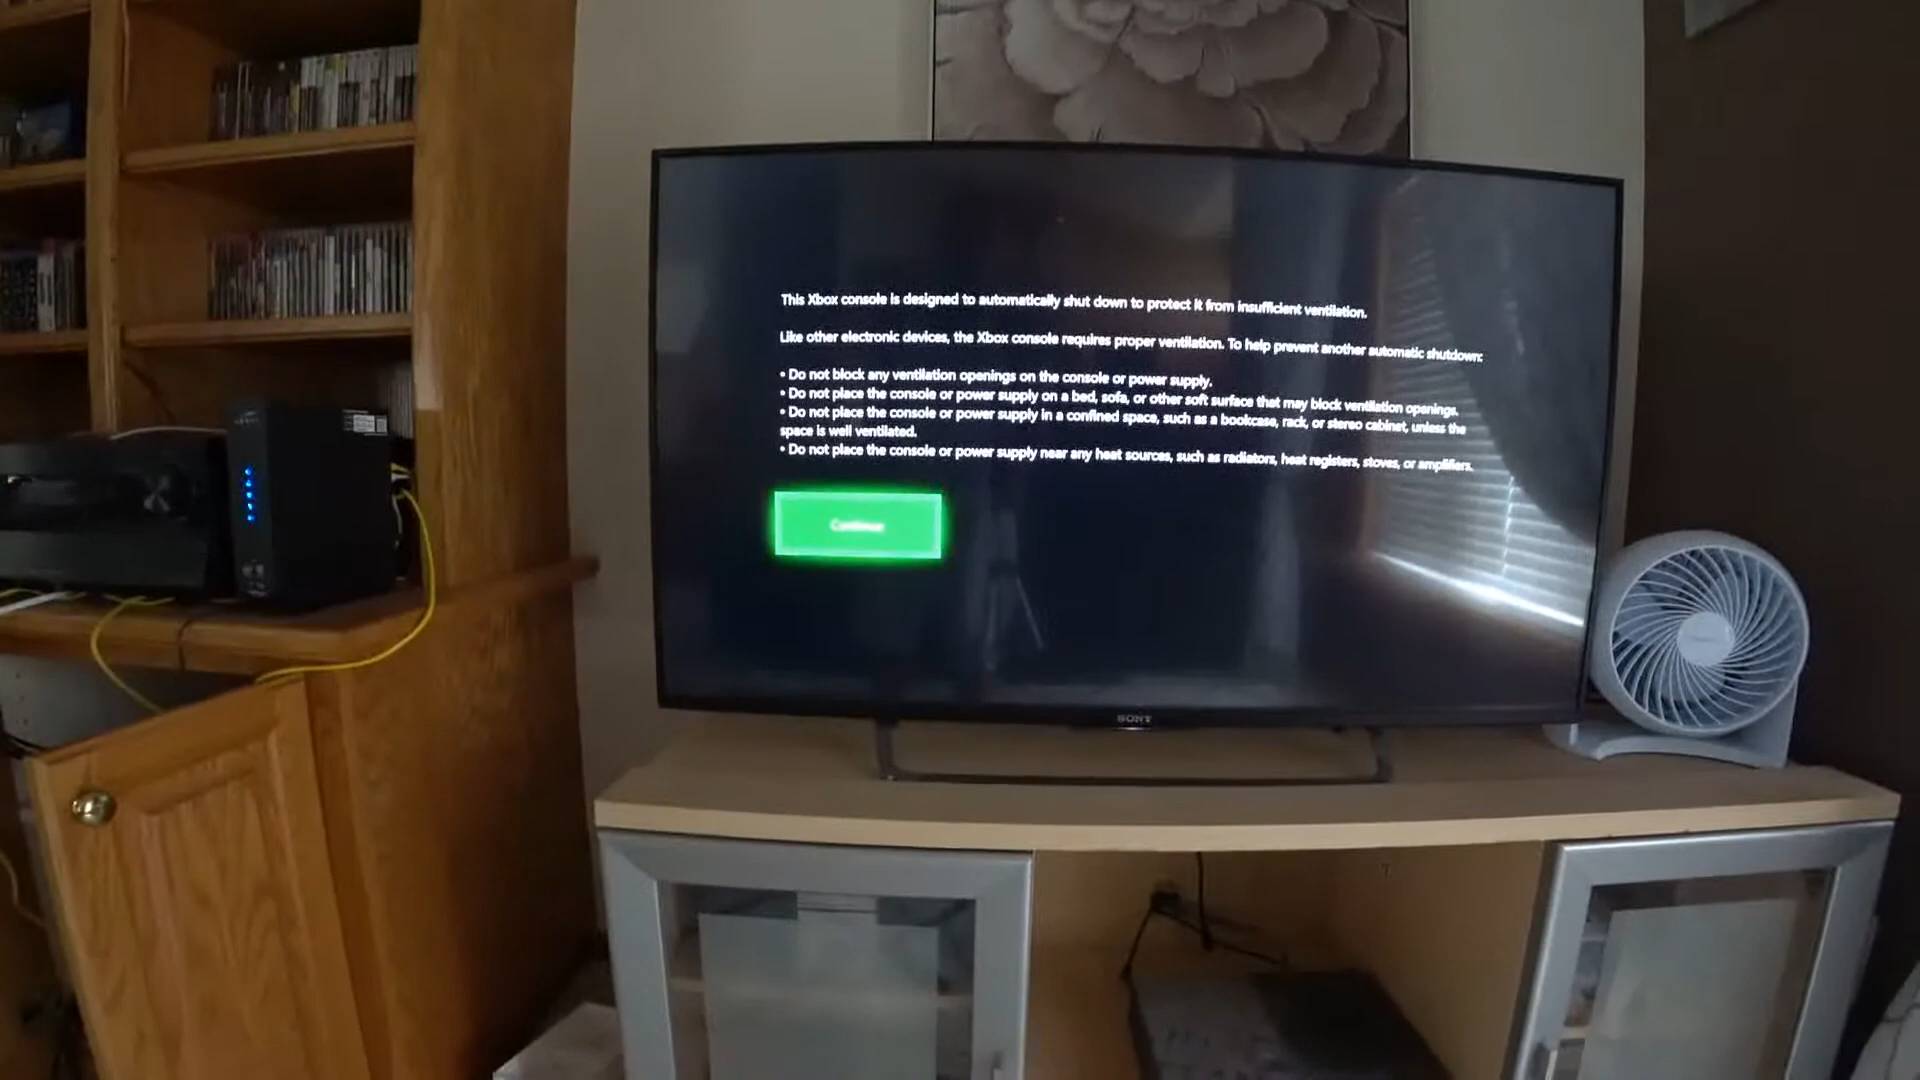 This Xbox console is designed to automatically shut down to protect it from insufficient ventilation.
Like other electronic devices, the Xbox console requires proper ventilation. To help prevent another automatic shutdown:
• Do not block any ventilation openings on the console or power supply.
• Do not place the console or power supply on a bed, sofa, or other soft surface that may block ventilation openings.
• Do not place the console or power supply in a confined space, such as a bookcase, rack, or stereo cabinet, unless the
space is well ventilated.
• Do not place the console or power supply near any heat sources, such as radiators, heat registers, stoves, or amplifiers.
Continue
SONY